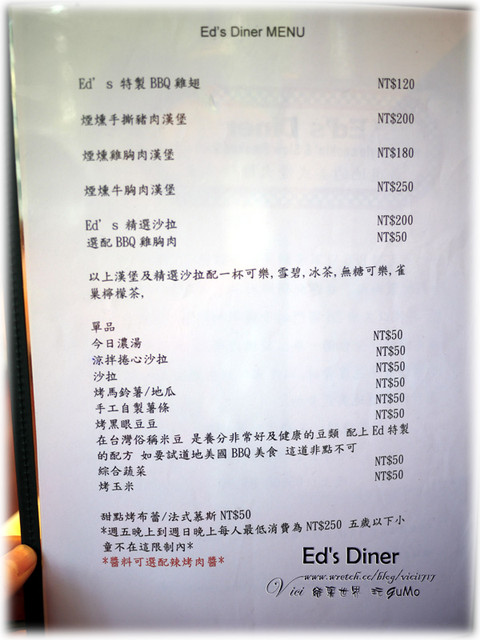 Ed's Diner MENU
Ed's 特製 BBQ 雞翅 NT$120
煙燻手撕豬肉漢堡 NT$200
煙燻雞胸肉漢堡 NT$180
煙燻牛胸肉漢堡 NT$250
Ed's 精選沙拉 NT$200
選配 BBQ 雞胸肉 NT$50
以上漢堡及精選沙拉配一杯可樂,雪碧,冰茶,無糖可樂,雀
巢檸檬茶,
單品
今日濃湯 NT$50
涼拌捲心沙拉 NT$50
沙拉 NT$50
烤馬鈴薯/地瓜 NT$50
手工自製薯條 NT$50
烤黑眼豆豆 NT$50
在台灣俗稱米豆 是養分非常好及健康的豆類 配上 Ed 特製
的配方 如要試道地美國 BBQ 美食 這道非點不可
綜合蔬菜 NT$50
烤玉米 NT$50
甜點烤布蕾/法式慕斯 NT$50
*週五晚上到週日晚上每人最低消費為 NT$250 五歲以下小
童不在這限制內*
*醬料可選配辣烤肉醬*
Ed's Diner
www.wretch.cc/blog/vici1717
Vici 世界 GuMo